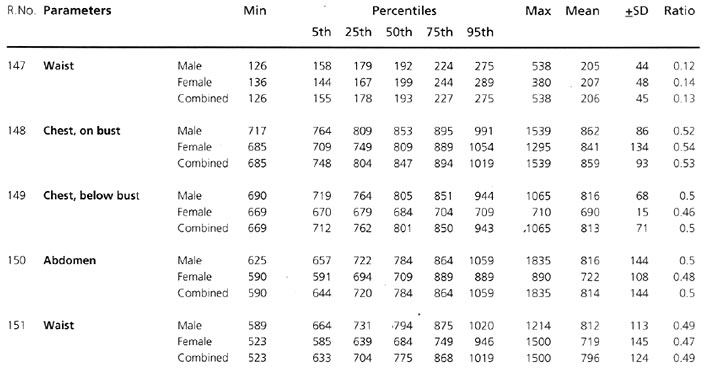 R.No. Parameters Min Percentiles Max Mean ±SD Ratio
5th 25th 50th 75th 95th
147 Waist Male 126 158 179 192 224 275 538 205 44 0.12
Female 136 144 167 199 244 289 380 207 48 0.14
Combined 126 155 178 193 227 275 538 206 45 0.13
148 Chest, on bust Male 717 764 809 853 895 991 1539 862 86 0.52
Female 685 709 749 809 889 1054 1295 841 134 0.54
Combined 685 748 804 847 894 1019 1539 859 93 0.53
149 Chest, below bust Male 690 719 764 805 851 944 1065 816 68 0.5
Female 669 670 679 684 704 709 710 690 15 0.46
Combined 669 712 762 801 850 943 1065 813 71 0.5
150 Abdomen Male 625 657 722 784 864 1059 1835 816 144 0.5
Female 590 591 694 709 889 889 890 722 108 0.48
Combined 590 644 720 784 864 1059 1835 814 144 0.5
151 Waist Male 589 664 731 794 875 1020 1214 812 113 0.49
Female 523 585 639 684 749 946 1500 719 145 0.47
Combined 523 633 704 775 868 1019 1500 796 124 0.49